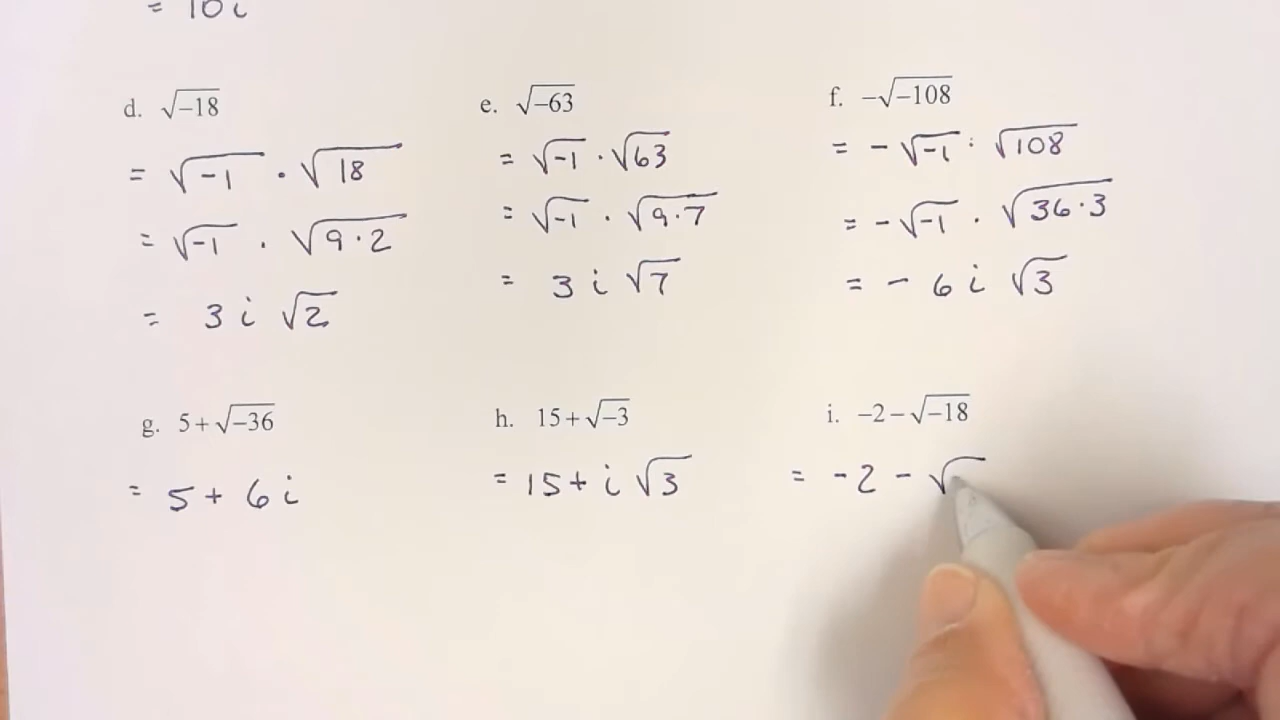 = 10 i
d. √−18
= √−1 · √18
= √−1 · √9·2
= 3 i √2
e. √−63
= √−1 · √63
= √−1 · √9·7
= 3 i √7
f. −√−108
= − √−1 · √108
= − √−1 · √36·3
= − 6 i √3
g. 5 + √−36
= 5 + 6 i
h. 15 + √−3
= 15 + i √3
i. −2 − √−18
= −2 − √